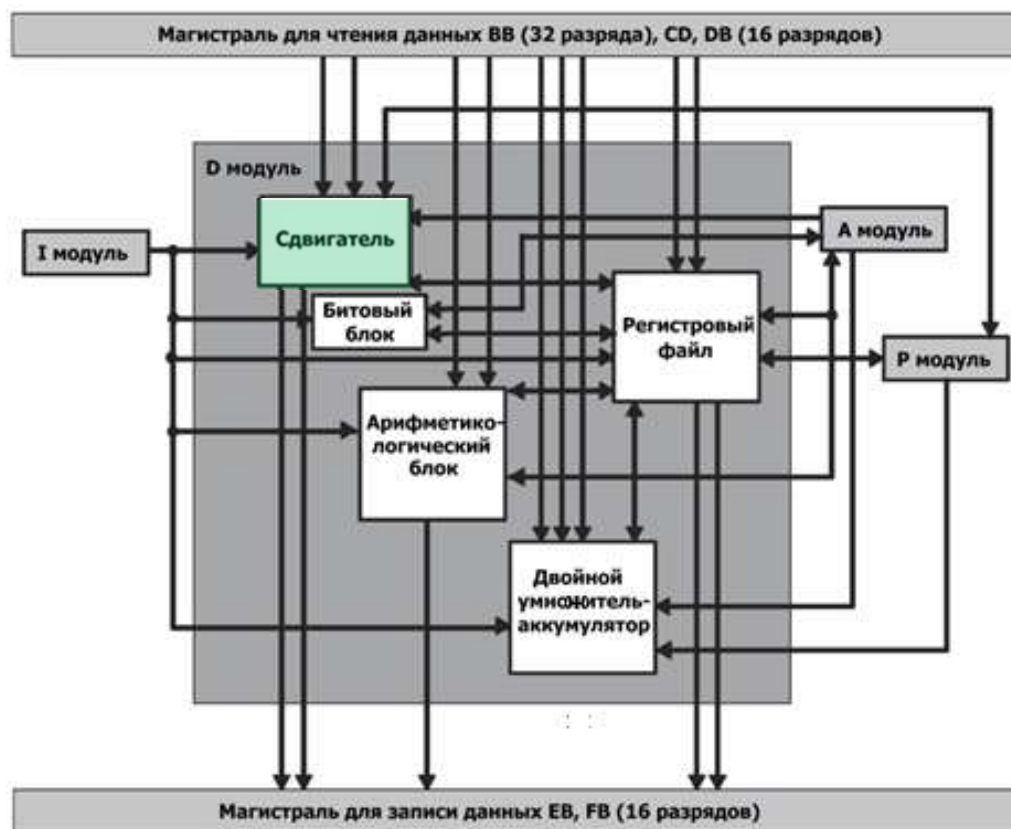 Магистраль для чтения данных BB (32 разряда), CD, DB (16 разрядов)
D модуль
Сдвигатель
I модуль
A модуль
Битовый
блок
Регистровый
файл
P модуль
Арифметико-
логический
блок
Двойной
умножитель-
аккумулятор
Магистраль для записи данных EB, FB (16 разрядов)